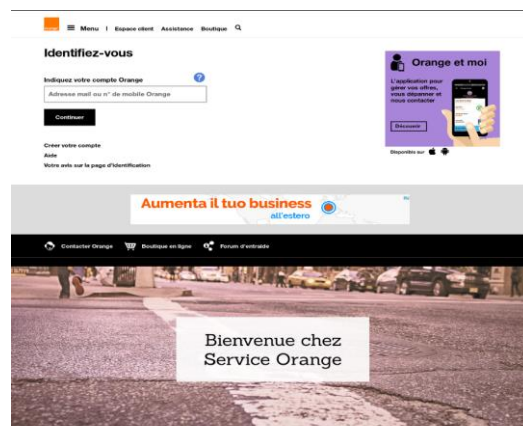 orange
Menu | Espace client Assistance Boutique
Identifiez-vous
Indiquez votre compte Orange
?
Adresse mail ou n° de mobile Orange
Continuer
Créer votre compte
Aide
Votre avis sur la page d'identification
Orange et moi
L'application pour
gérer vos offres,
vous dépanner et
nous contacter
Découvrir
Disponible sur
Aumenta il tuo business
all'estero
Contacter Orange Boutique en ligne Forum d'entraide
Bienvenue chez
Service Orange